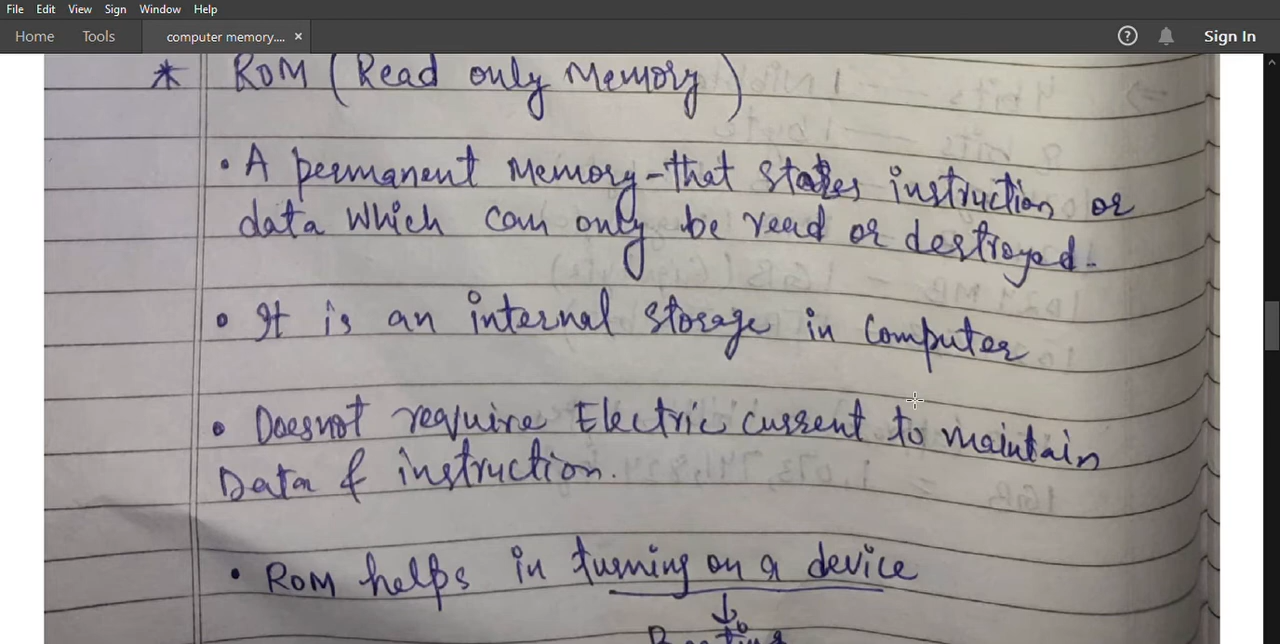 File Edit View Sign Window Help
Home Tools computer memory.... × Sign In
* ROM (Read only Memory)
• A permanent Memory-that states instruction or
data which can only be read or destroyed.
• It is an internal storage in Computer
• Doesnot require Electric current to maintain
Data & instruction.
• ROM helps in turning on a device
↓
Booting